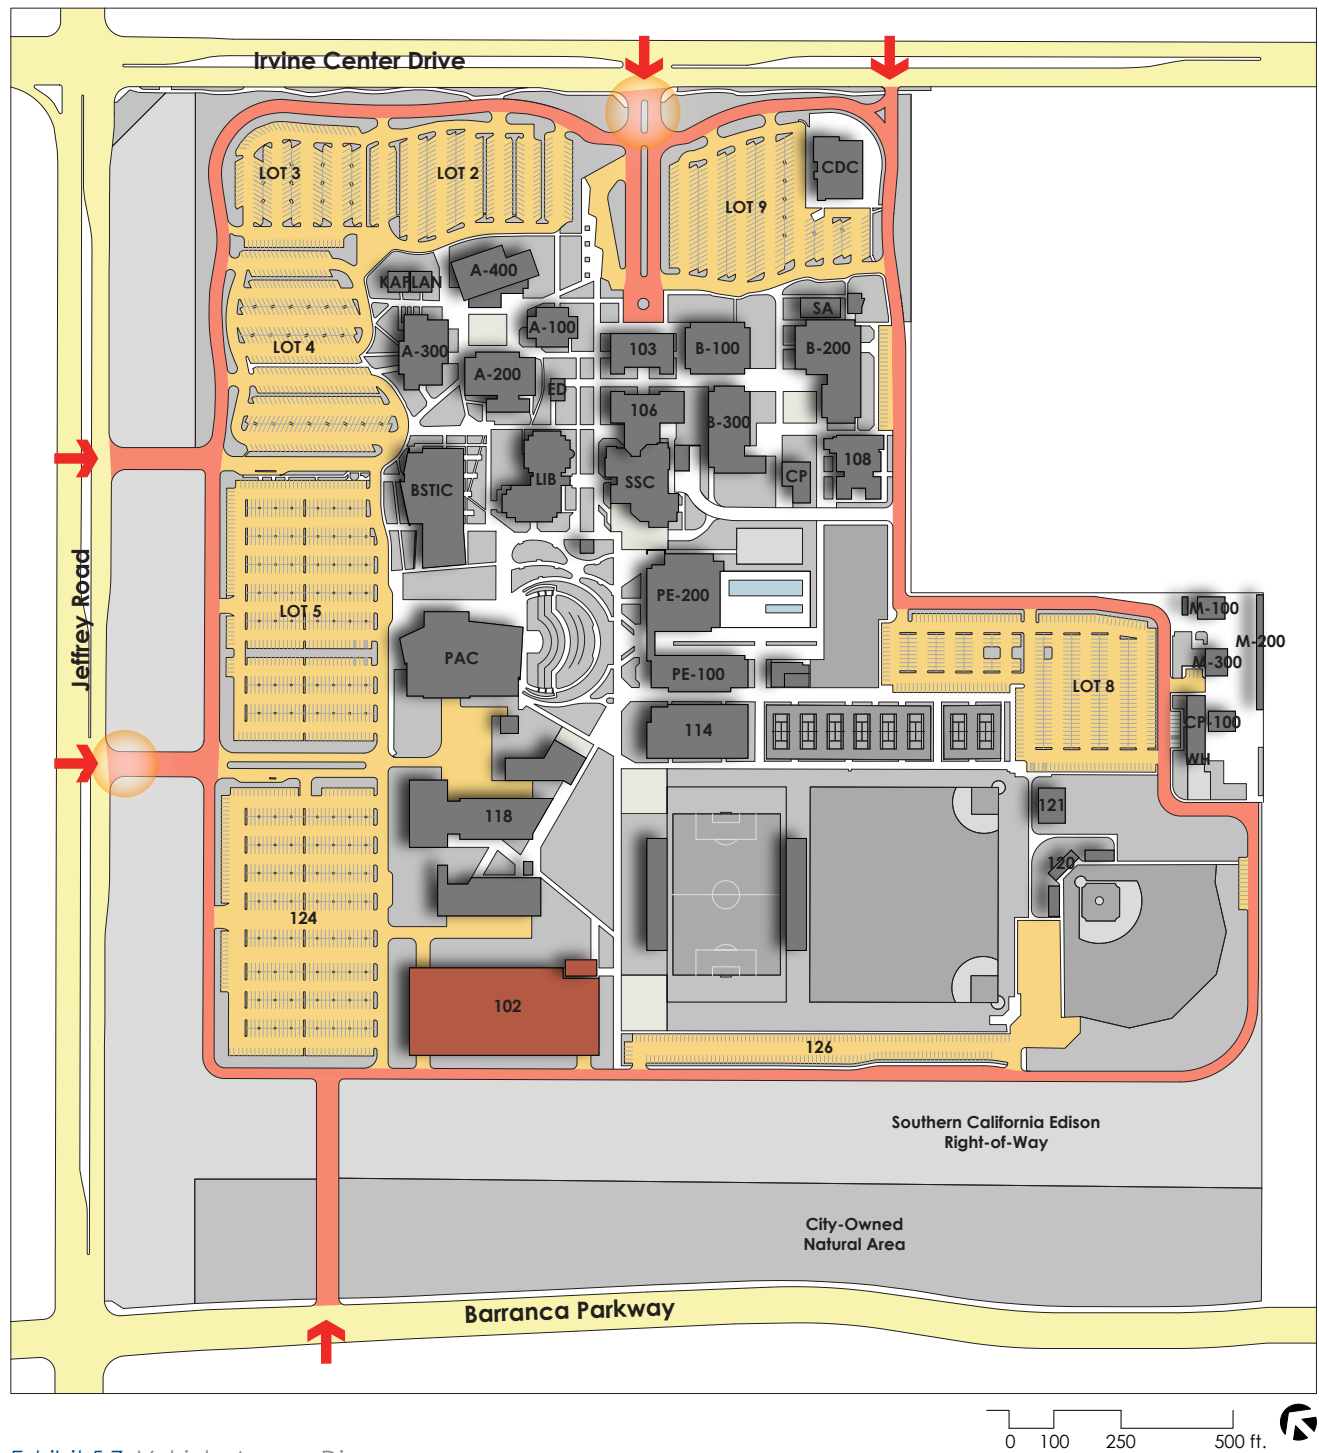 Irvine Center Drive
CDC
LOT 3
LOT 2
LOT 9
KAPLAN
A-400
SA
A-100
LOT 4
A-300
103
B-100
B-200
A-200
ED
106
B-300
BSTIC
LIB
SSC
CP
108
Jeffrey Road
LOT 5
PE-200
M-100
M-200
PAC
PE-100
M-300
LOT 8
114
CP-100
WH
118
121
120
124
102
126
Southern California Edison
Right-of-Way
City-Owned
Natural Area
Barranca Parkway
0 100 250 500 ft.